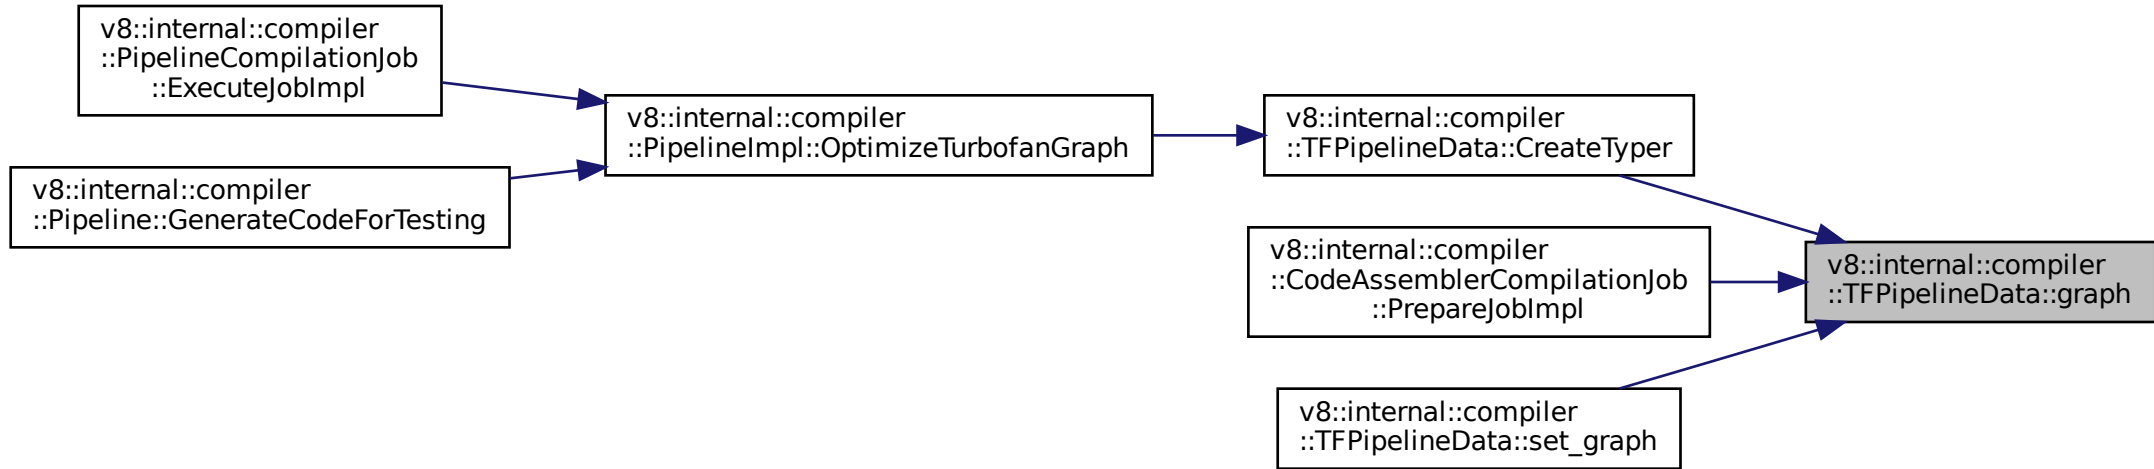 v8::internal::compiler
::PipelineCompilationJob
::ExecuteJobImpl
v8::internal::compiler
::Pipeline::GenerateCodeForTesting
v8::internal::compiler
::PipelineImpl::OptimizeTurbofanGraph
v8::internal::compiler
::TFPipelineData::CreateTyper
v8::internal::compiler
::CodeAssemblerCompilationJob
::PrepareJobImpl
v8::internal::compiler
::TFPipelineData::set_graph
v8::internal::compiler
::TFPipelineData::graph